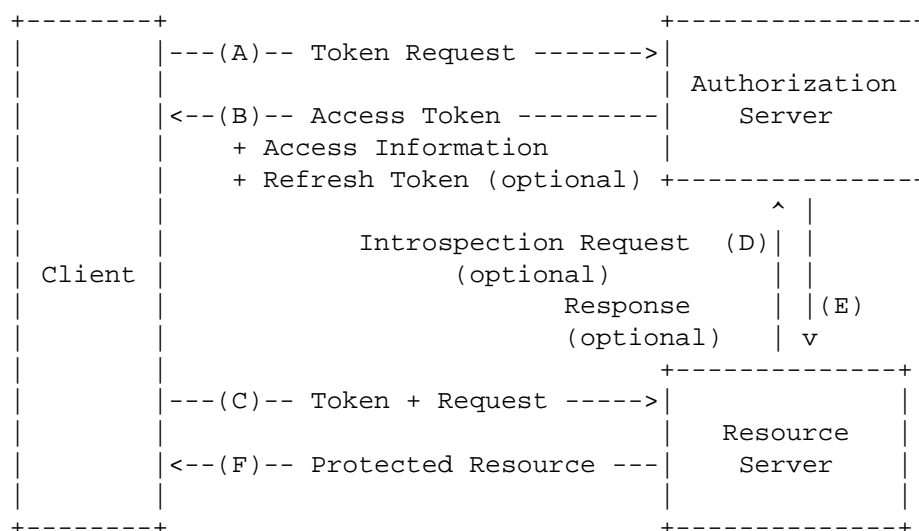 +--------+                               +----------------
|        |---(A)-- Token Request ------->|
|        |                               | Authorization
|        |<--(B)-- Access Token ---------|    Server
|        |    + Access Information       |
|        |    + Refresh Token (optional) +----------------
|        |                                      ^ |
|        |            Introspection Request  (D)| |
| Client |                  (optional)          | |
|        |                         Response     | |(E)
|        |                         (optional)   | v
|        |                               +--------------+
|        |---(C)-- Token + Request ----->|              |
|        |                               |   Resource   |
|        |<--(F)-- Protected Resource ---|    Server    |
|        |                               |              |
+--------+                               +--------------+